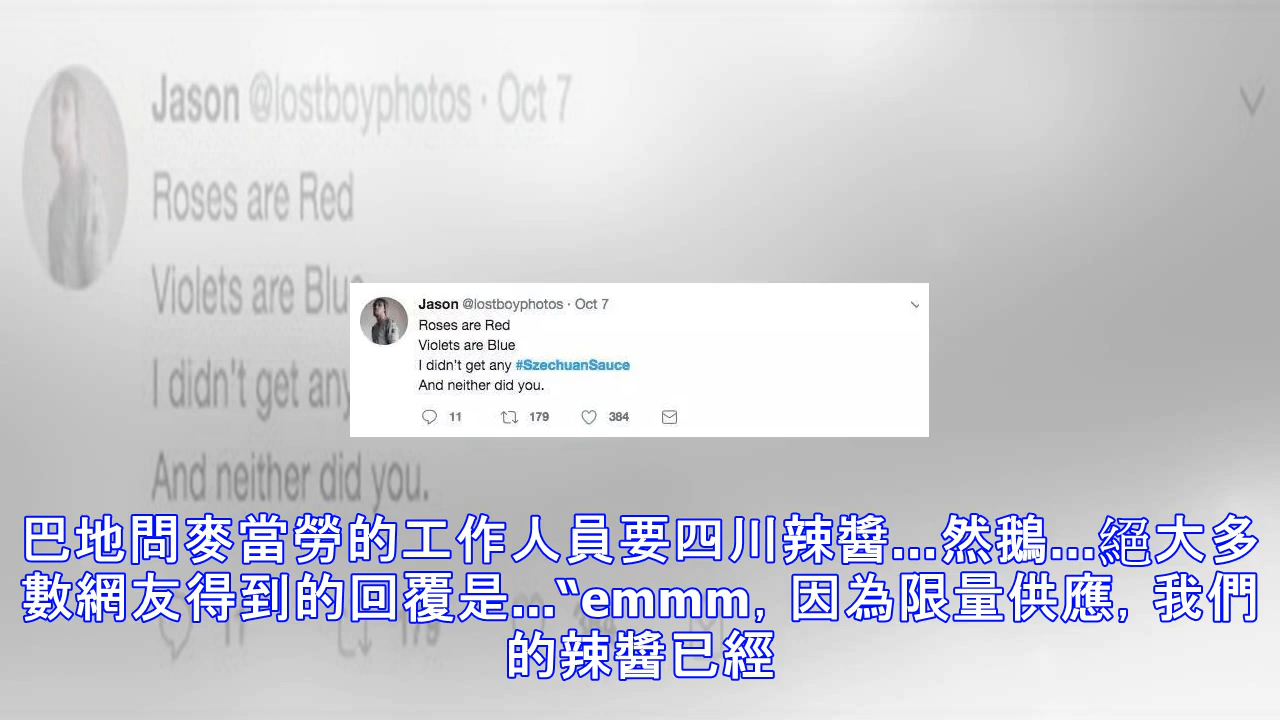 Jason @lostboyphotos · Oct 7
Roses are Red
Violets are Blue
I didn't get any
And neither did you.
11
179
Jason @lostboyphotos · Oct 7
Roses are Red
Violets are Blue
I didn't get any #SzechuanSauce
And neither did you.
11 179 384
巴地問麥當勞的工作人員要四川辣醬...然鵝...絕大多
數網友得到的回覆是...“emmm, 因為限量供應, 我們
的辣醬已經